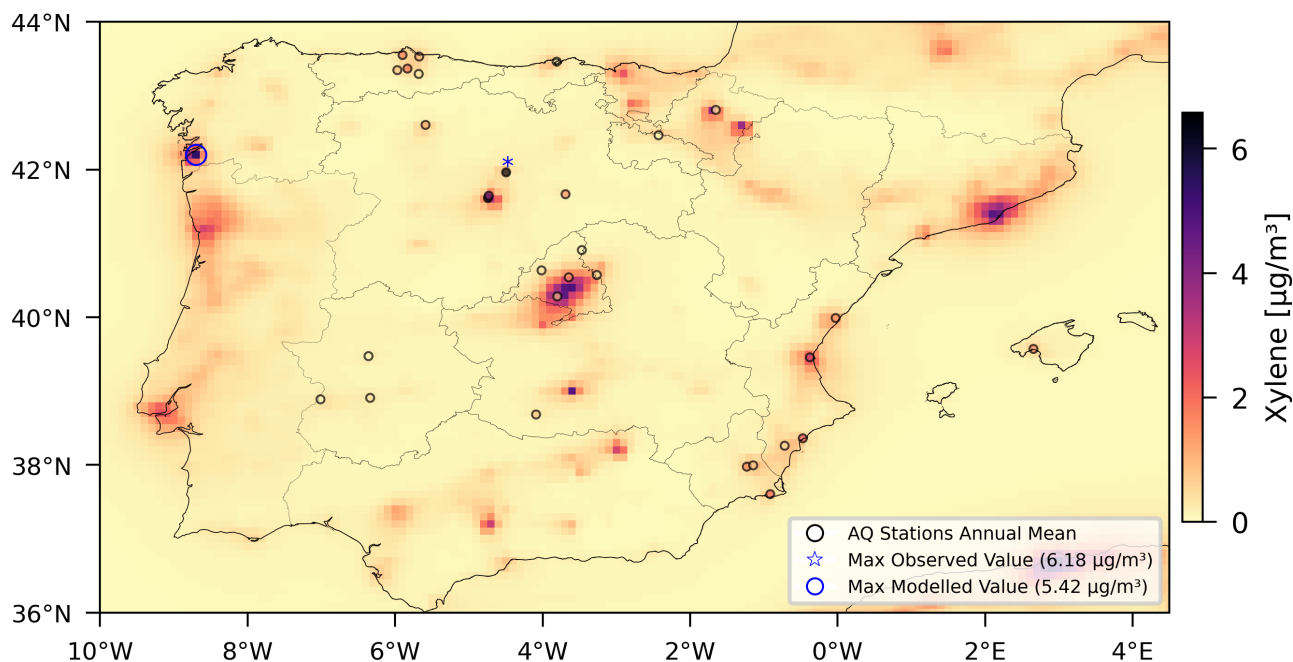 44°N
42°N
40°N
38°N
36°N
10°W 8°W 6°W 4°W 2°W 0°W 2°E 4°E
AQ Stations Annual Mean
Max Observed Value (6.18 µg/m³)
Max Modelled Value (5.42 µg/m³)
6
4
2
0
Xylene [µg/m³]